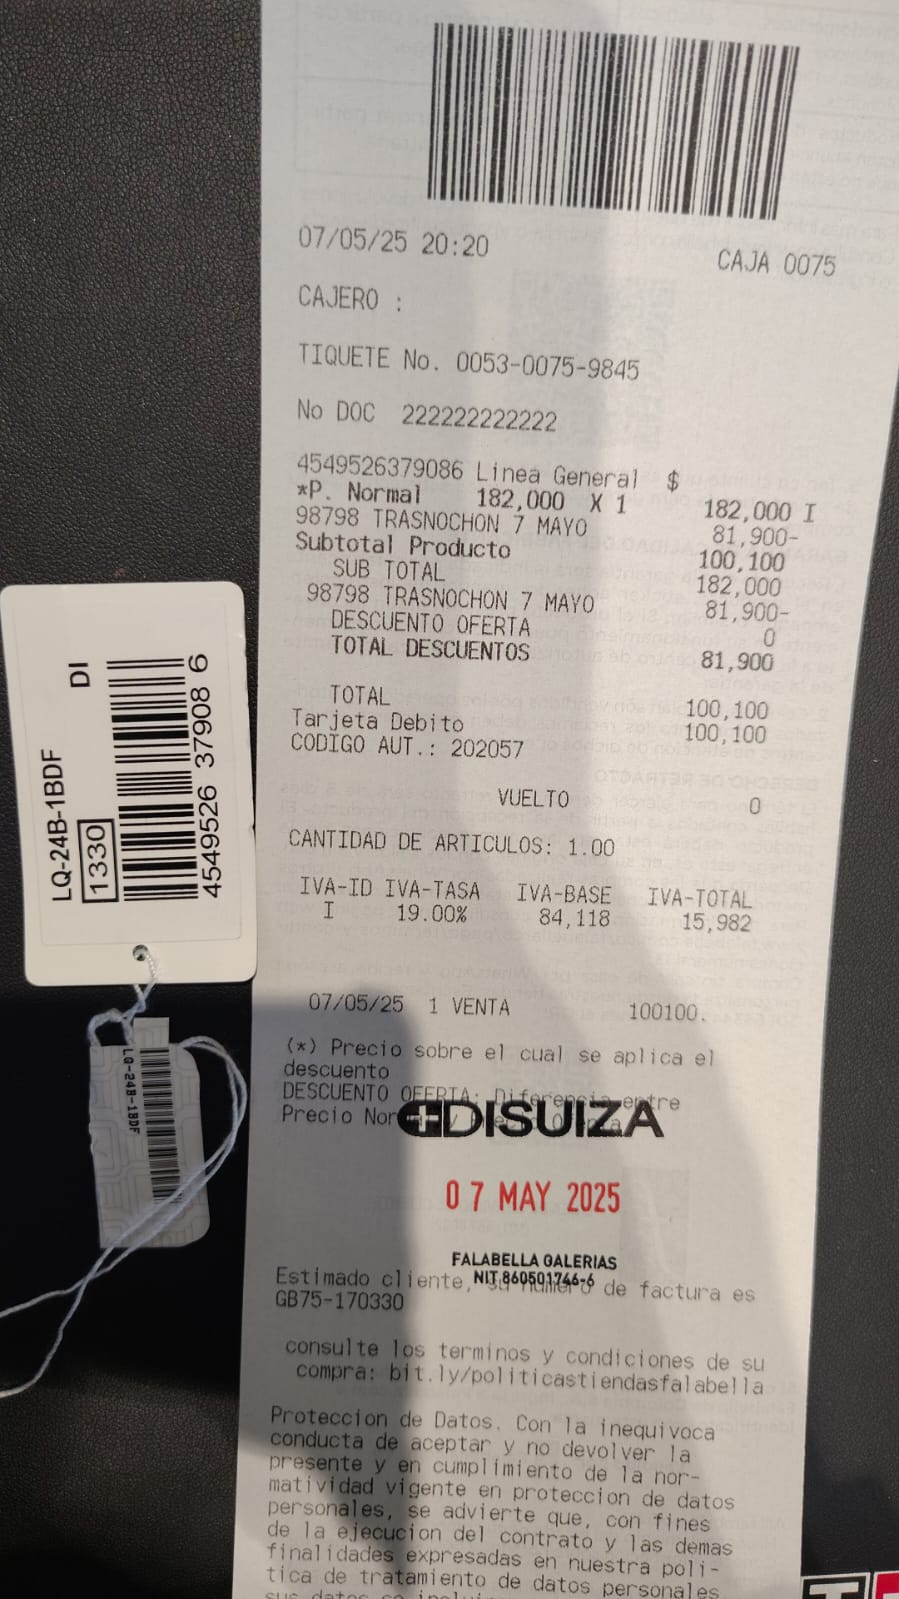 07/05/25 20:20
CAJA 0075
CAJERO :
TIQUETE No. 0053-0075-9845
No DOC 222222222222
4549526379086 Linea General $
*P. Normal 182,000 X 1 182,000 I
98798 TRASNOCHON 7 MAYO 81,900-
Subtotal Producto 100,100
SUB TOTAL 182,000
98798 TRASNOCHON 7 MAYO 81,900-
DESCUENTO OFERTA 0
TOTAL DESCUENTOS 81,900
TOTAL 100,100
Tarjeta Debito 100,100
CODIGO AUT.: 202057
VUELTO 0
CANTIDAD DE ARTICULOS: 1.00
IVA-ID IVA-TASA IVA-BASE IVA-TOTAL
I 19.00% 84,118 15,982
07/05/25 1 VENTA 100100.
(*) Precio sobre el cual se aplica el
descuento
DESCUENTO OFERTA: Diferencia entre
Precio Nor
DISUIZA
07 MAY 2025
FALABELLA GALERIAS
NIT 860501746-6
Estimado cliente, su numero de factura es
GB75-170330
consulte los terminos y condiciones de su
compra: bit.ly/politicastiendasfalabella
Proteccion de Datos. Con la inequivoca
conducta de aceptar y no devolver la
presente y en cumplimiento de la nor-
matividad vigente en proteccion de datos
personales, se advierte que, con fines
de la ejecucion del contrato y las demas
finalidades expresadas en nuestra poli-
tica de tratamiento de datos personales
LQ-24B-1BDF DI
1330
4549526 379086
LQ-24B-1BDF